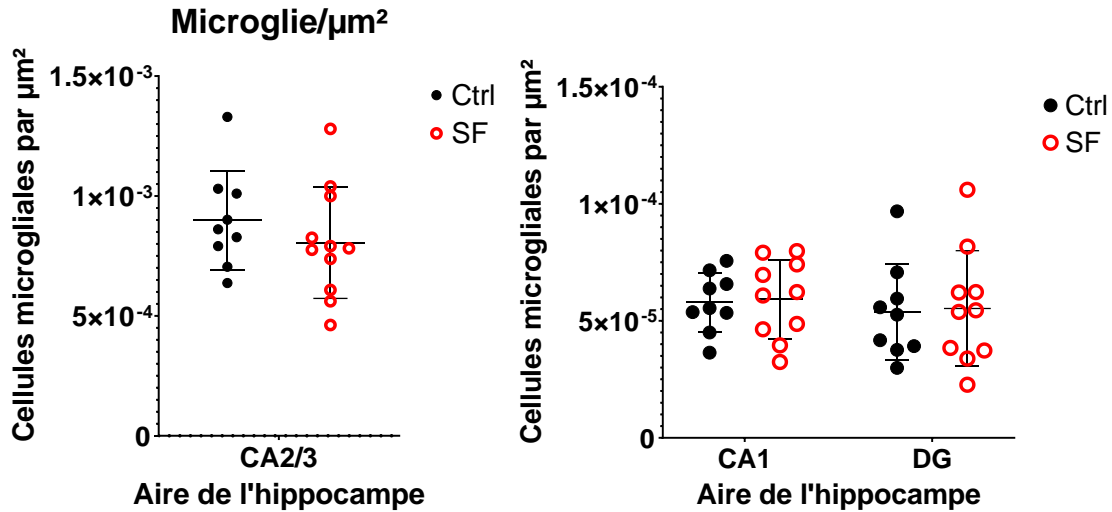 Microglie/µm²
Cellules microgliales par µm²
1.5×10⁻³
1×10⁻³
5×10⁻⁴
0
CA2/3
Aire de l'hippocampe
Ctrl
SF
Cellules microgliales par µm²
1.5×10⁻⁴
1×10⁻⁴
5×10⁻⁵
0
CA1 DG
Aire de l'hippocampe
Ctrl
SF